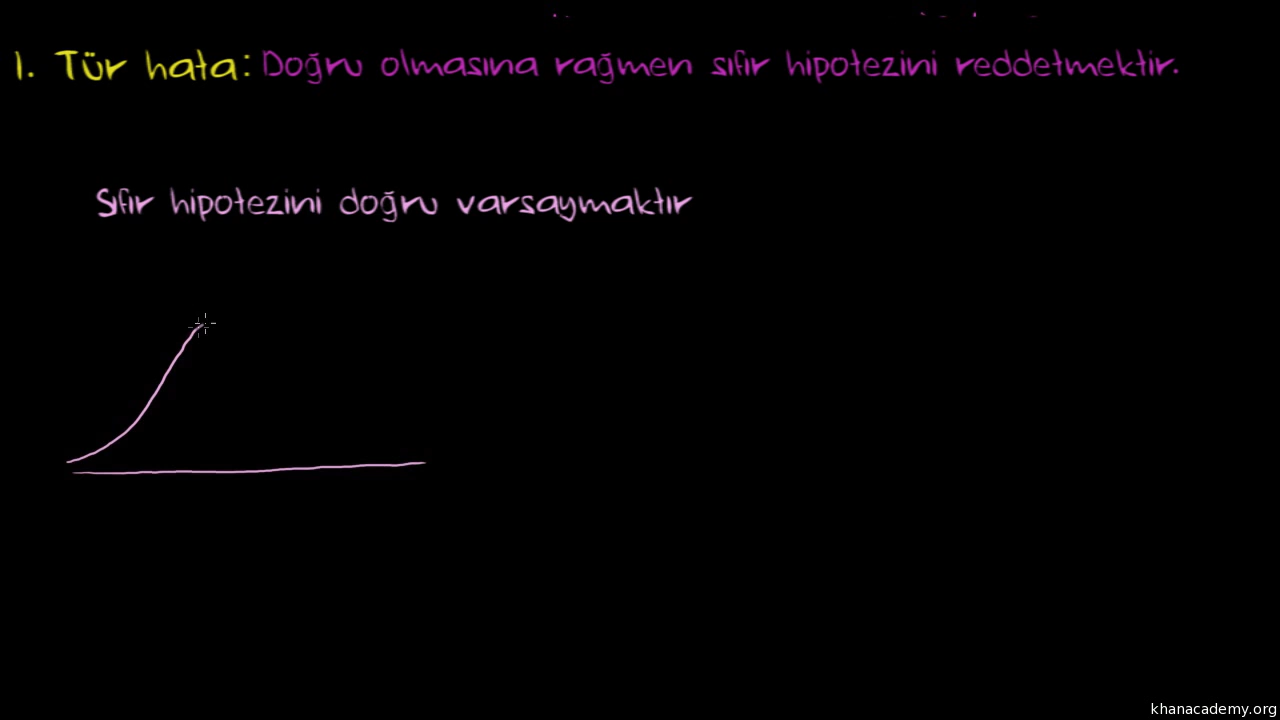 1. Tür hata: Doğru olmasına rağmen sıfır hipotezini reddetmektir.
Sıfır hipotezini doğru varsaymaktır
khanacademy.org